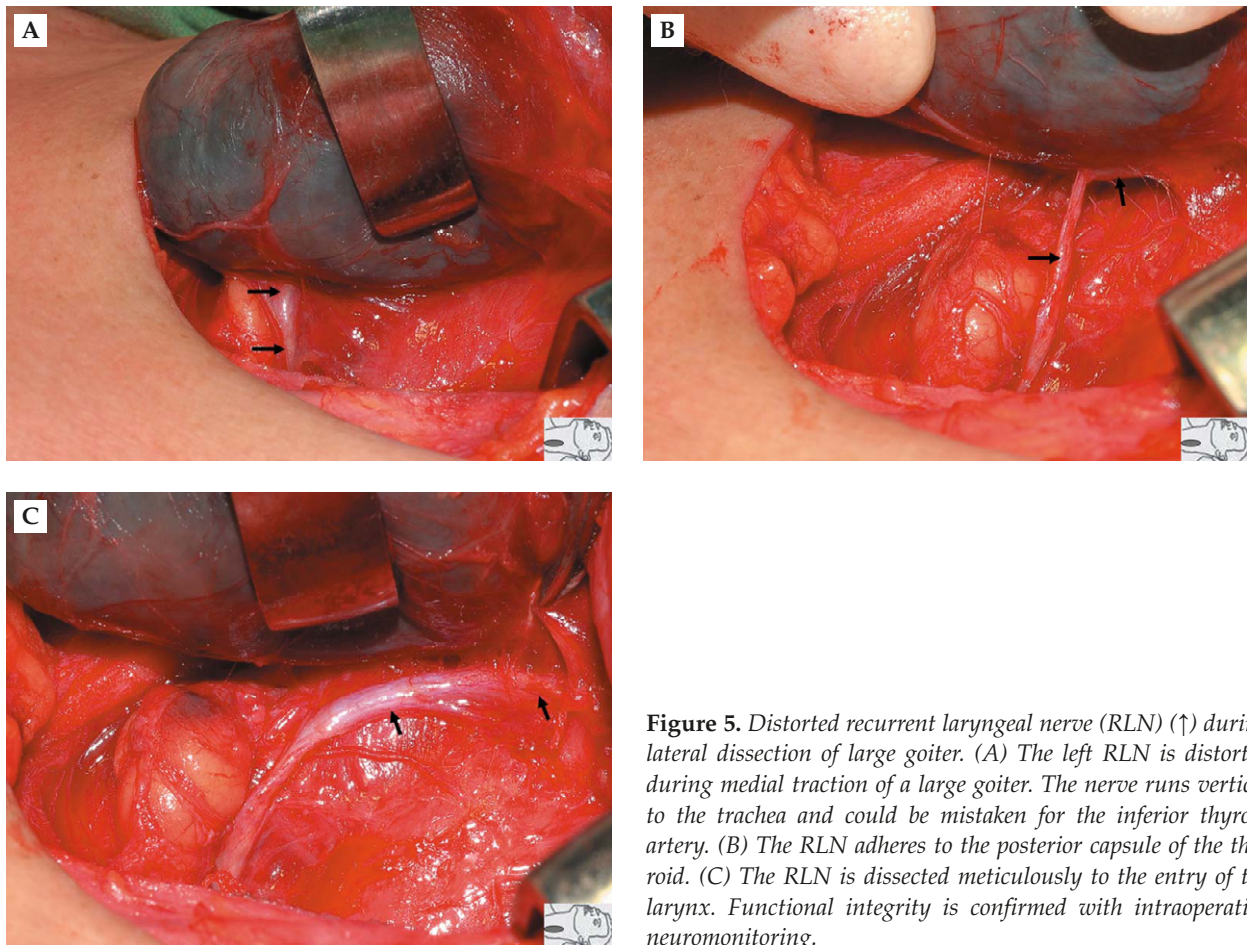 A
B
C
Figure 5. Distorted recurrent laryngeal nerve (RLN) (↑) durin
lateral dissection of large goiter. (A) The left RLN is distort
during medial traction of a large goiter. The nerve runs vertic
to the trachea and could be mistaken for the inferior thyro
artery. (B) The RLN adheres to the posterior capsule of the th
roid. (C) The RLN is dissected meticulously to the entry of t
larynx. Functional integrity is confirmed with intraoperati
neuromonitoring.